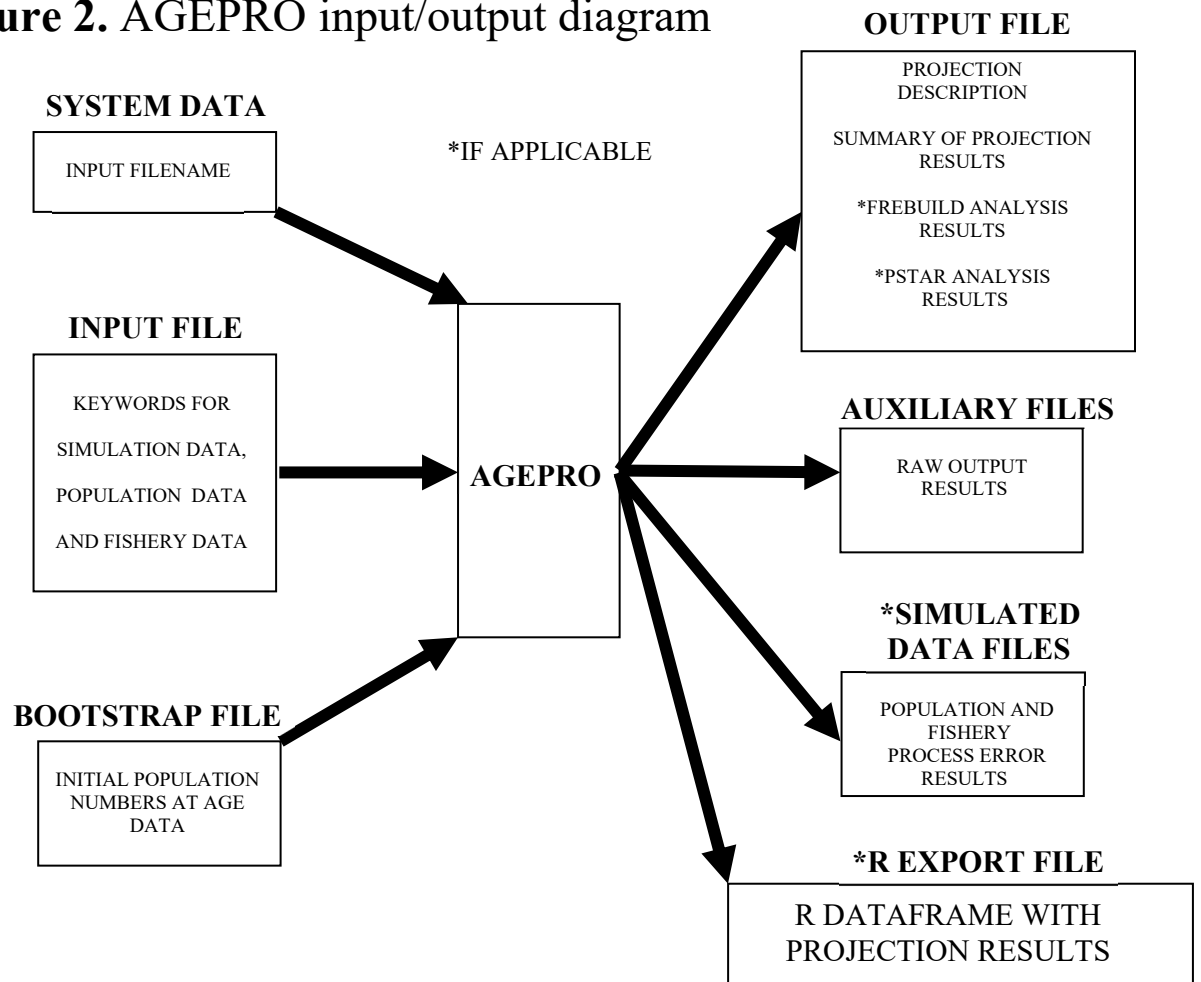 ure 2. AGEPRO input/output diagram
SYSTEM DATA
INPUT FILENAME
*IF APPLICABLE
INPUT FILE
KEYWORDS FOR
SIMULATION DATA,
POPULATION DATA
AND FISHERY DATA
BOOTSTRAP FILE
INITIAL POPULATION
NUMBERS AT AGE
DATA
AGEPRO
OUTPUT FILE
PROJECTION
DESCRIPTION
SUMMARY OF PROJECTION
RESULTS
*FREBUILD ANALYSIS
RESULTS
*PSTAR ANALYSIS
RESULTS
AUXILIARY FILES
RAW OUTPUT
RESULTS
*SIMULATED
DATA FILES
POPULATION AND
FISHERY
PROCESS ERROR
RESULTS
*R EXPORT FILE
R DATAFRAME WITH
PROJECTION RESULTS